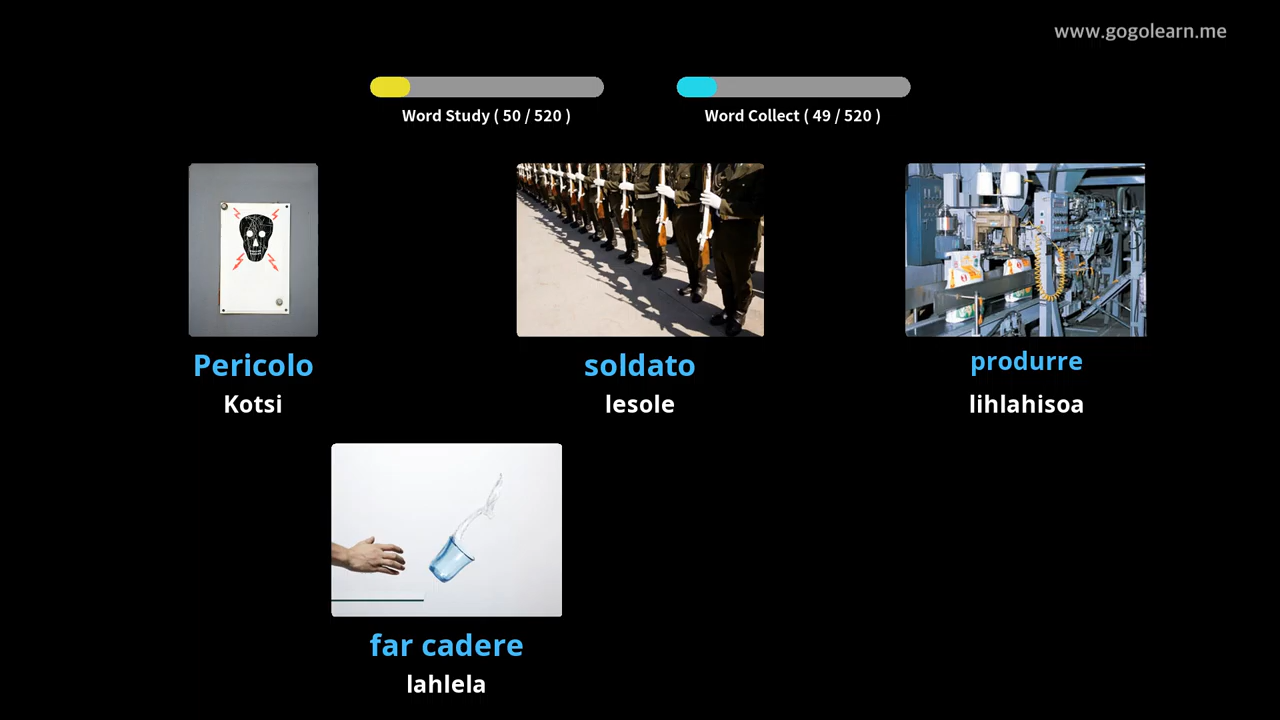 www.gogolearn.me
Word Study ( 50 / 520 )
Word Collect ( 49 / 520 )
Pericolo
Kotsi
soldato
lesole
produrre
lihlahisoa
far cadere
lahlela